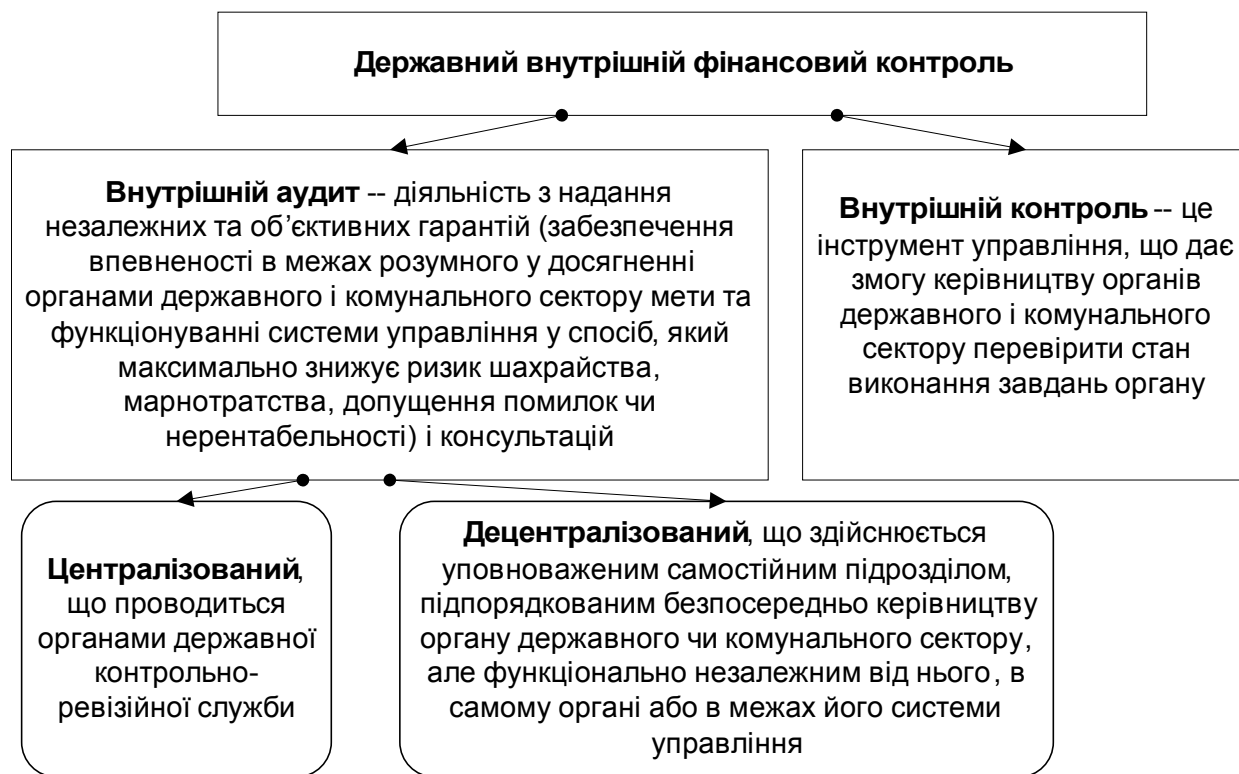 Державний внутрішній фінансовий контроль
Внутрішній аудит -- діяльність з надання
незалежних та об’єктивних гарантій (забезпечення
впевненості в межах розумного у досягненні
органами державного і комунального сектору мети та
функціонуванні системи управління у спосіб, який
максимально знижує ризик шахрайства,
марнотратства, допущення помилок чи
нерентабельності) і консультацій
Внутрішній контроль -- це
інструмент управління, що дає
змогу керівництву органів
державного і комунального
сектору перевірити стан
виконання завдань органу
Централізований,
що проводиться
органами державної
контрольно-
ревізійної служби
Децентралізований, що здійснюється
уповноваженим самостійним підрозділом,
підпорядкованим безпосередньо керівництву
органу державного чи комунального сектору,
але функціонально незалежним від нього, в
самому органі або в межах його системи
управління